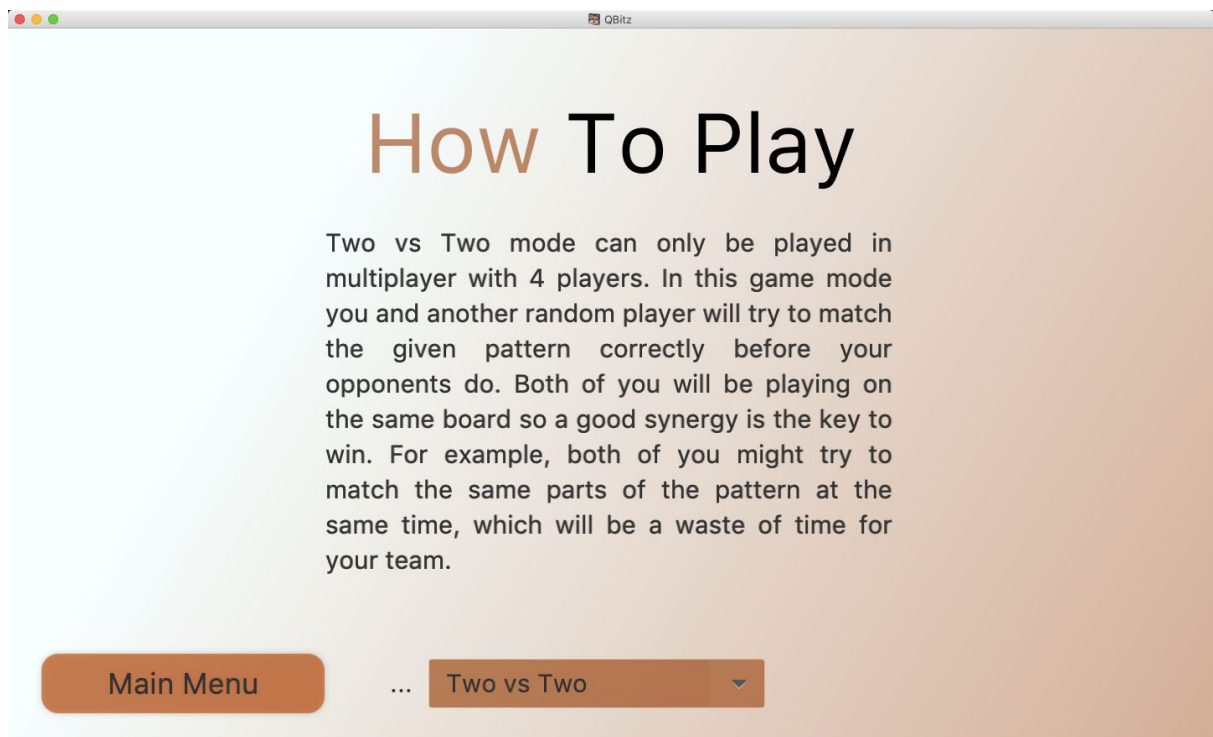 QBitz
How To Play
Two vs Two mode can only be played in
multiplayer with 4 players. In this game mode
you and another random player will try to match
the given pattern correctly before your
opponents do. Both of you will be playing on
the same board so a good synergy is the key to
win. For example, both of you might try to
match the same parts of the pattern at the
same time, which will be a waste of time for
your team.
Main Menu
... Two vs Two